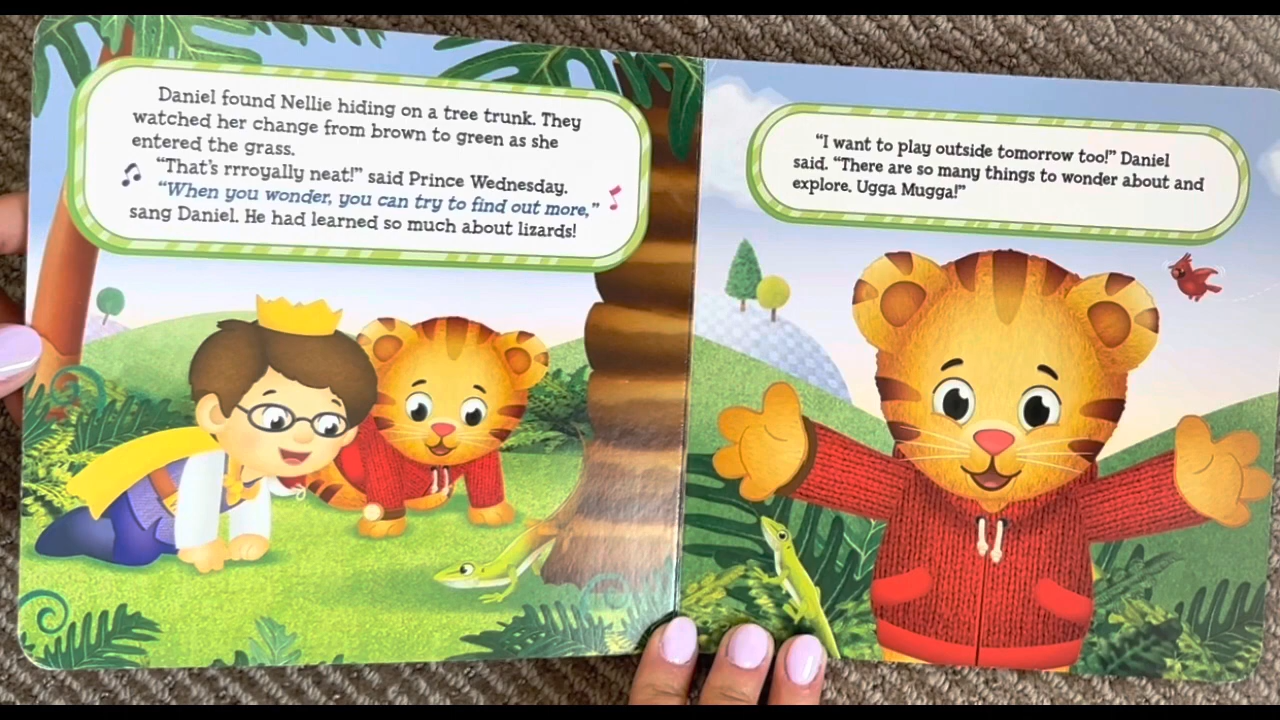 Daniel found Nellie hiding on a tree trunk. They
watched her change from brown to green as she
entered the grass.
“That’s rrroyally neat!” said Prince Wednesday.
“When you wonder, you can try to find out more,”
sang Daniel. He had learned so much about lizards!
“I want to play outside tomorrow too!” Daniel
said. “There are so many things to wonder about and
explore. Ugga Mugga!”